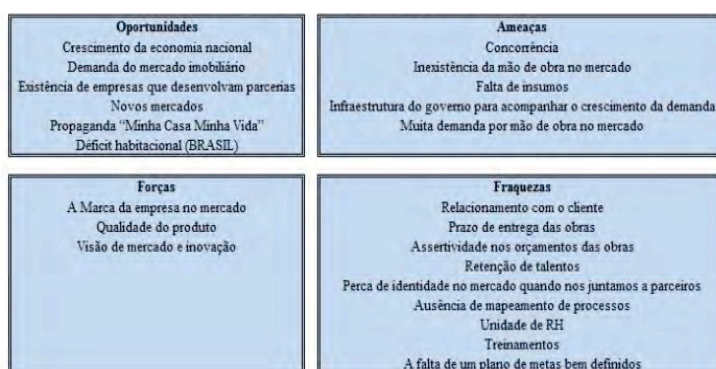 Oportunidades
Crescimento da economia nacional
Demanda do mercado imobiliário
Existência de empresas que desenvolvam parcerias
Novos mercados
Propaganda “Minha Casa Minha Vida”
Déficit habitacional (BRASIL)
Ameaças
Concorrência
Inexistência da mão de obra no mercado
Falta de insumos
Infraestrutura do governo para acompanhar o crescimento da demanda
Muita demanda por mão de obra no mercado
Forças
A Marca da empresa no mercado
Qualidade do produto
Visão de mercado e inovação
Fraquezas
Relacionamento com o cliente
Prazo de entrega das obras
Assertividade nos orçamentos das obras
Retenção de talentos
Perca de identidade no mercado quando nos juntamos a parceiros
Ausência de mapeamento de processos
Unidade de RH
Treinamentos
A falta de um plano de metas bem definidos